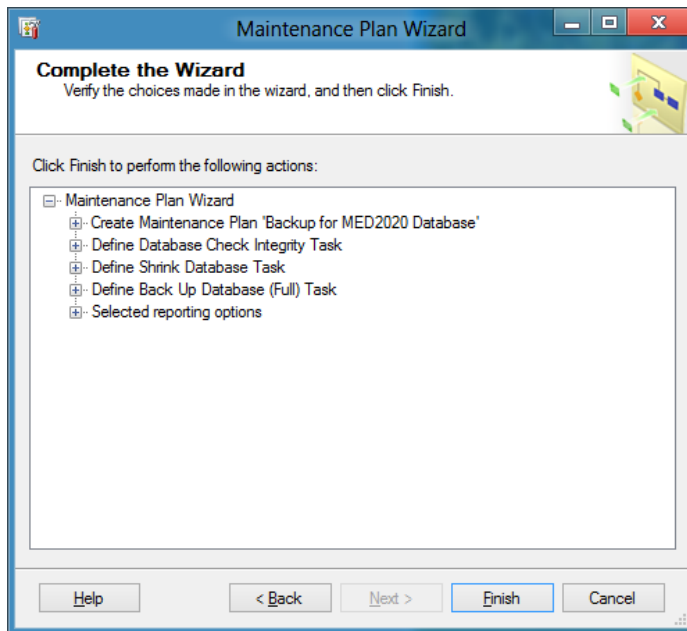 Maintenance Plan Wizard
Complete the Wizard
Verify the choices made in the wizard, and then click Finish.
Click Finish to perform the following actions:
Maintenance Plan Wizard
Create Maintenance Plan 'Backup for MED2020 Database'
Define Database Check Integrity Task
Define Shrink Database Task
Define Back Up Database (Full) Task
Selected reporting options
Help < Back Next > Finish Cancel